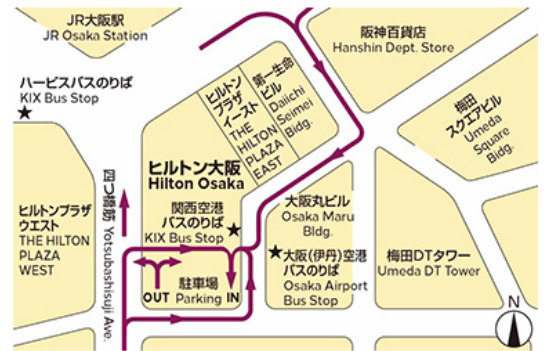 JR大阪駅
JR Osaka Station
阪神百貨店
Hanshin Dept. Store
ハービスバスのりば
KIX Bus Stop
ヒルトン
プラザ
イースト
THE
HILTON
PLAZA
EAST
第一生命
ビル
Daiichi
Seimei
Bldg.
梅田
スクエアビル
Umeda
Square
Bldg.
ヒルトン大阪
Hilton Osaka
関西空港
バスのりば
KIX Bus Stop
大阪丸ビル
Osaka Maru
Bldg.
四つ橋筋 Yotsubashisuji Ave.
ヒルトンプラザ
ウエスト
THE HILTON
PLAZA
WEST
大阪(伊丹)空港
バスのりば
Osaka Airport
Bus Stop
梅田DTタワー
Umeda DT Tower
駐車場
OUT Parking IN
N